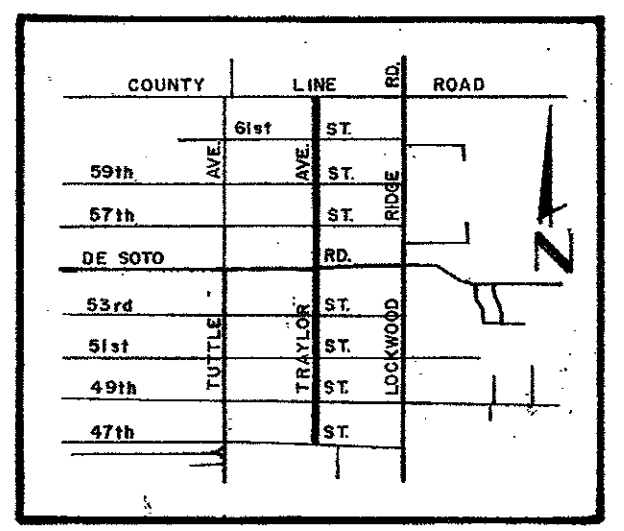 COUNTY LINE ROAD
61st ST.
59th ST.
57th ST.
DE SOTO RD.
53rd ST.
51st ST.
49th ST.
47th ST.
TUTTLE AVE.
TRAYLOR AVE.
LOCKWOOD RIDGE RD.
N